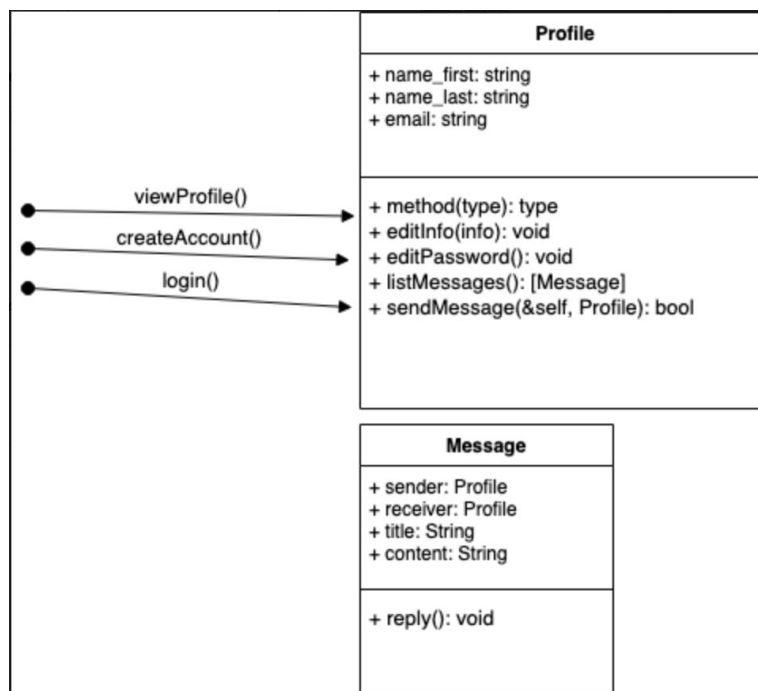 Profile
+ name_first: string
+ name_last: string
+ email: string
viewProfile()
createAccount()
login()
+ method(type): type
+ editInfo(info): void
+ editPassword(): void
+ listMessages(): [Message]
+ sendMessage(&self, Profile): bool
Message
+ sender: Profile
+ receiver: Profile
+ title: String
+ content: String
+ reply(): void